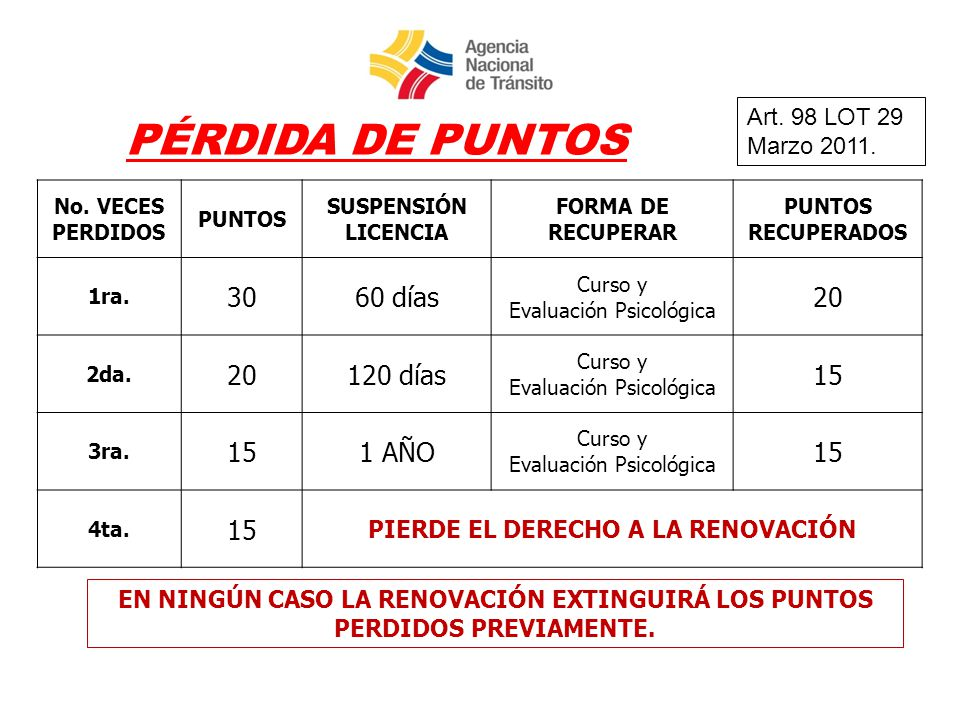 Agencia
Nacional
de Tránsito
Art. 98 LOT 29
Marzo 2011.
PÉRDIDA DE PUNTOS
No. VECES
PERDIDOS
PUNTOS
SUSPENSIÓN
LICENCIA
FORMA DE
RECUPERAR
PUNTOS
RECUPERADOS
1ra.
30
60 días
Curso y
Evaluación Psicológica
20
2da.
20
120 días
Curso y
Evaluación Psicológica
15
3ra.
15
1 AÑO
Curso y
Evaluación Psicológica
15
4ta.
15
PIERDE EL DERECHO A LA RENOVACIÓN
EN NINGÚN CASO LA RENOVACIÓN EXTINGUIRÁ LOS PUNTOS
PERDIDOS PREVIAMENTE.